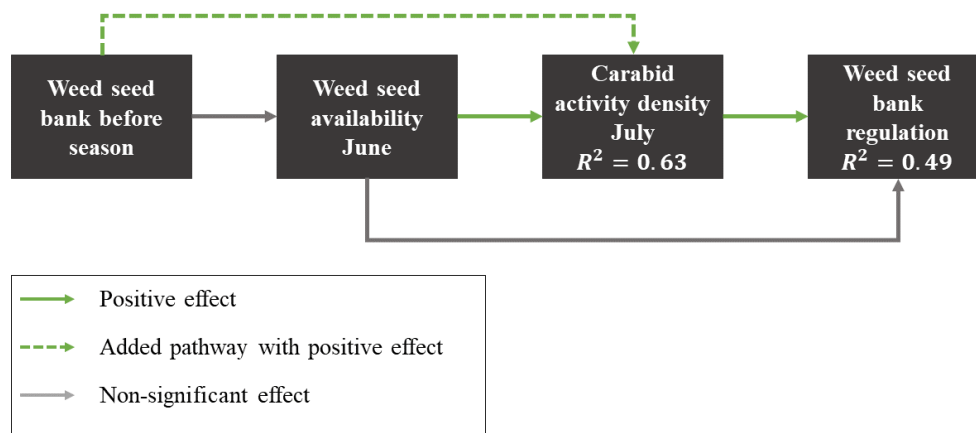 Weed seed
bank before
season
Weed seed
availability
June
Carabid
activity density
July
R² = 0.63
Weed seed
bank
regulation
R² = 0.49
Positive effect
Added pathway with positive effect
Non-significant effect